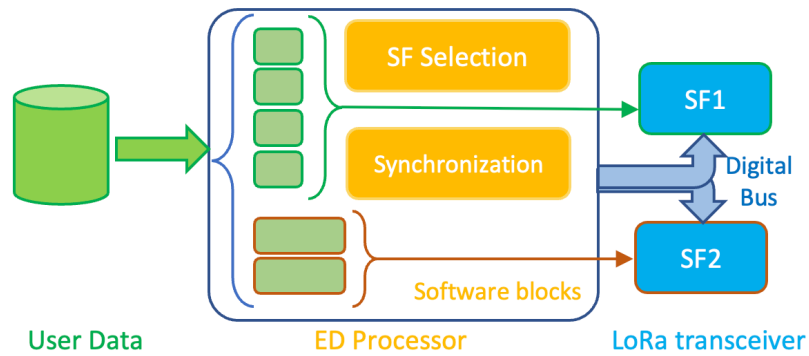 SF Selection
SF1
Synchronization
Digital
Bus
SF2
Software blocks
User Data
ED Processor
LoRa transceiver